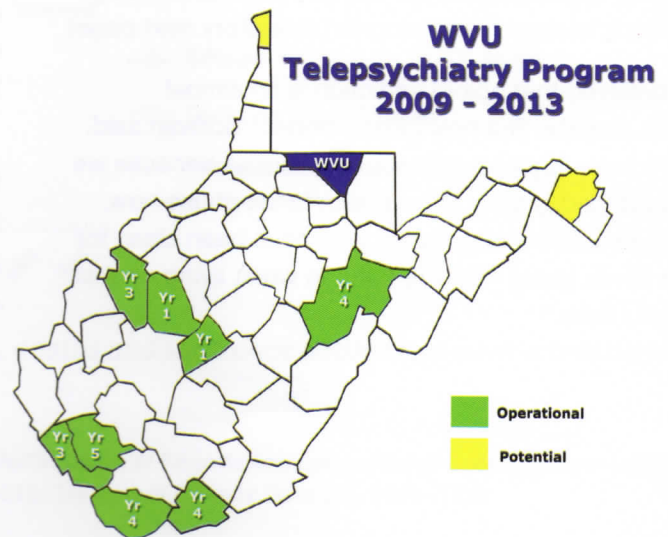 WVU
Telepsychiatry Program
2009 - 2013
WVU
Yr
3
Yr
1
Yr
4
Yr
1
Yr
3
Yr
5
Yr
4
Yr
4
Operational
Potential